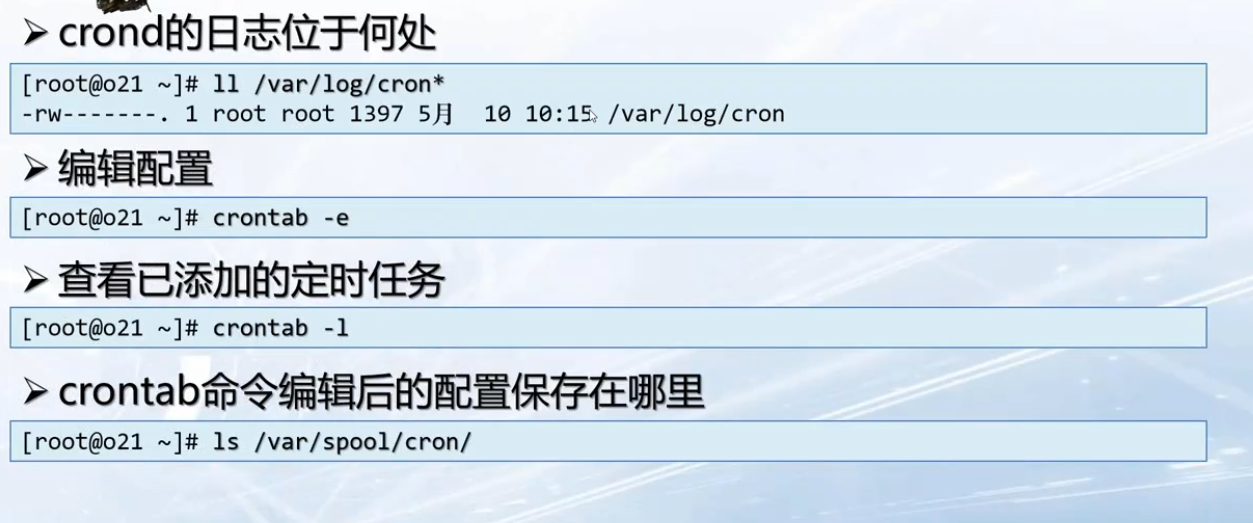 ➢ crond的日志位于何处
[root@o21 ~]# ll /var/log/cron*
-rw-------. 1 root root 1397 5月  10 10:15 /var/log/cron
➢ 编辑配置
[root@o21 ~]# crontab -e
➢ 查看已添加的定时任务
[root@o21 ~]# crontab -l
➢ crontab命令编辑后的配置保存在哪里
[root@o21 ~]# ls /var/spool/cron/